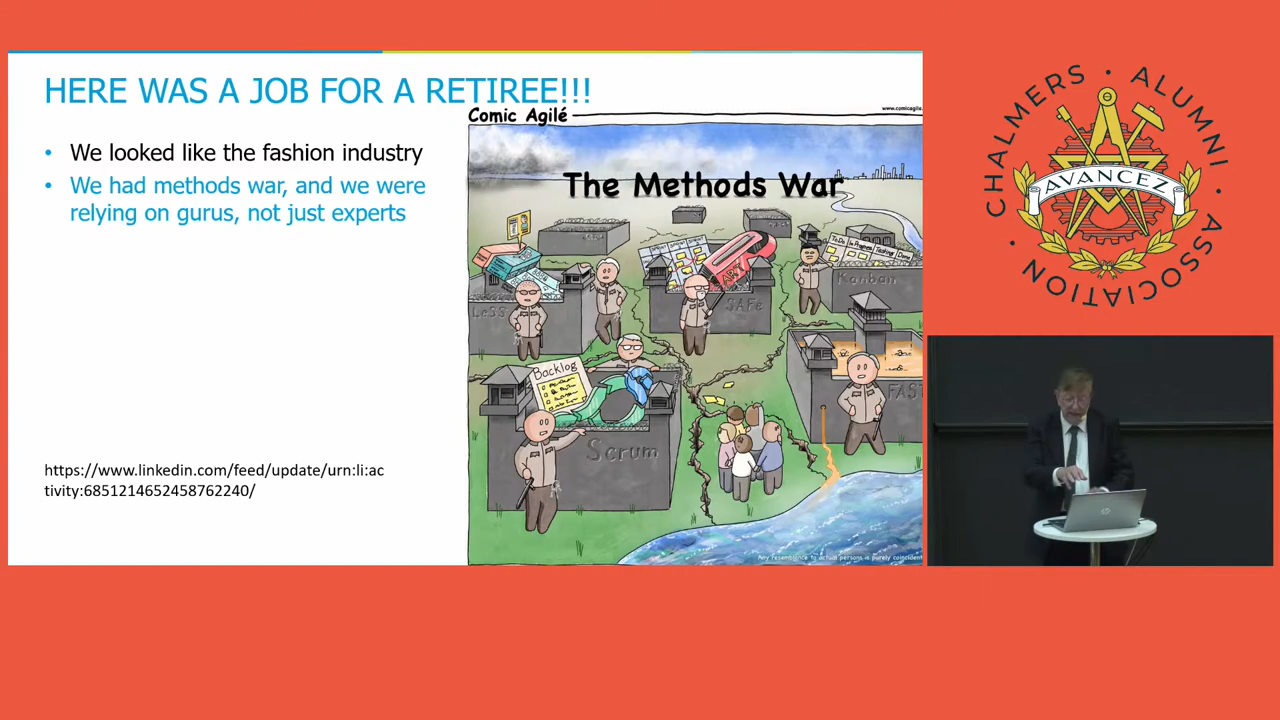 HERE WAS A JOB FOR A RETIREE!!!
• We looked like the fashion industry
• We had methods war, and we were
relying on gurus, not just experts
https://www.linkedin.com/feed/update/urn:li:ac
tivity:6851214652458762240/
Comic Agilé
www.comicagile.
The Methods War
LeSS
SAFe
ART
To Do In Progress Testing Done
Kanban
Backlog
Scrum
FAST
Any resemblance to actual persons is purely coincident
CHALMERS • ALUMNI • ASSOCIATION •
AVANCEZ
hp